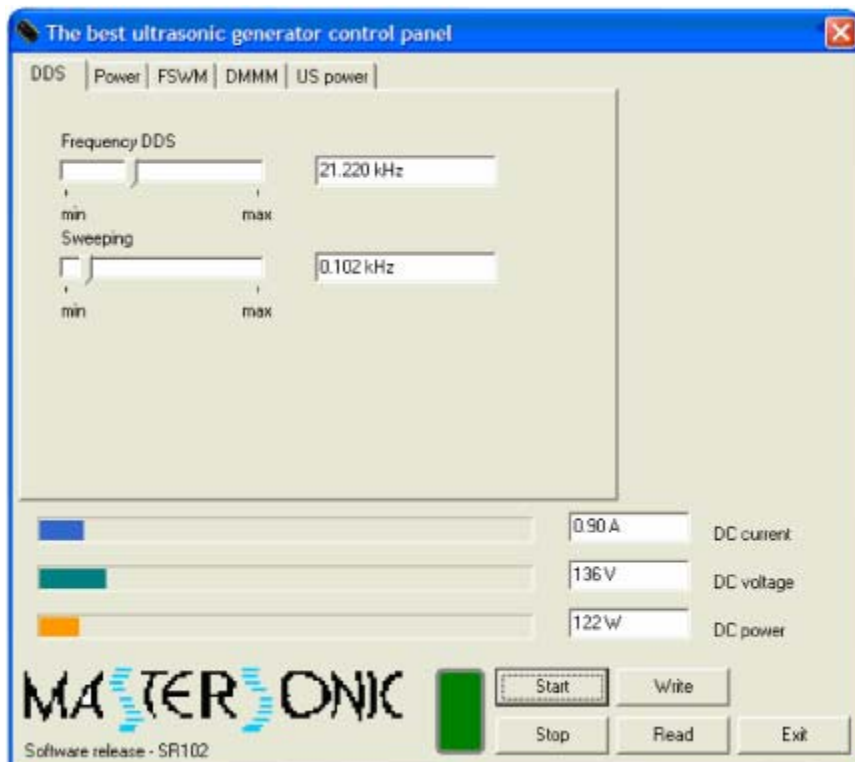 The best ultrasonic generator control panel
DDS Power FSWM DMMM US power
Frequency DDS
21.220 kHz
min max
Sweeping
0.102 kHz
min max
0.90 A DC current
136 V DC voltage
122 W DC power
MASTERSONIC
Start Write
Stop Read Exit
Software release - SR102